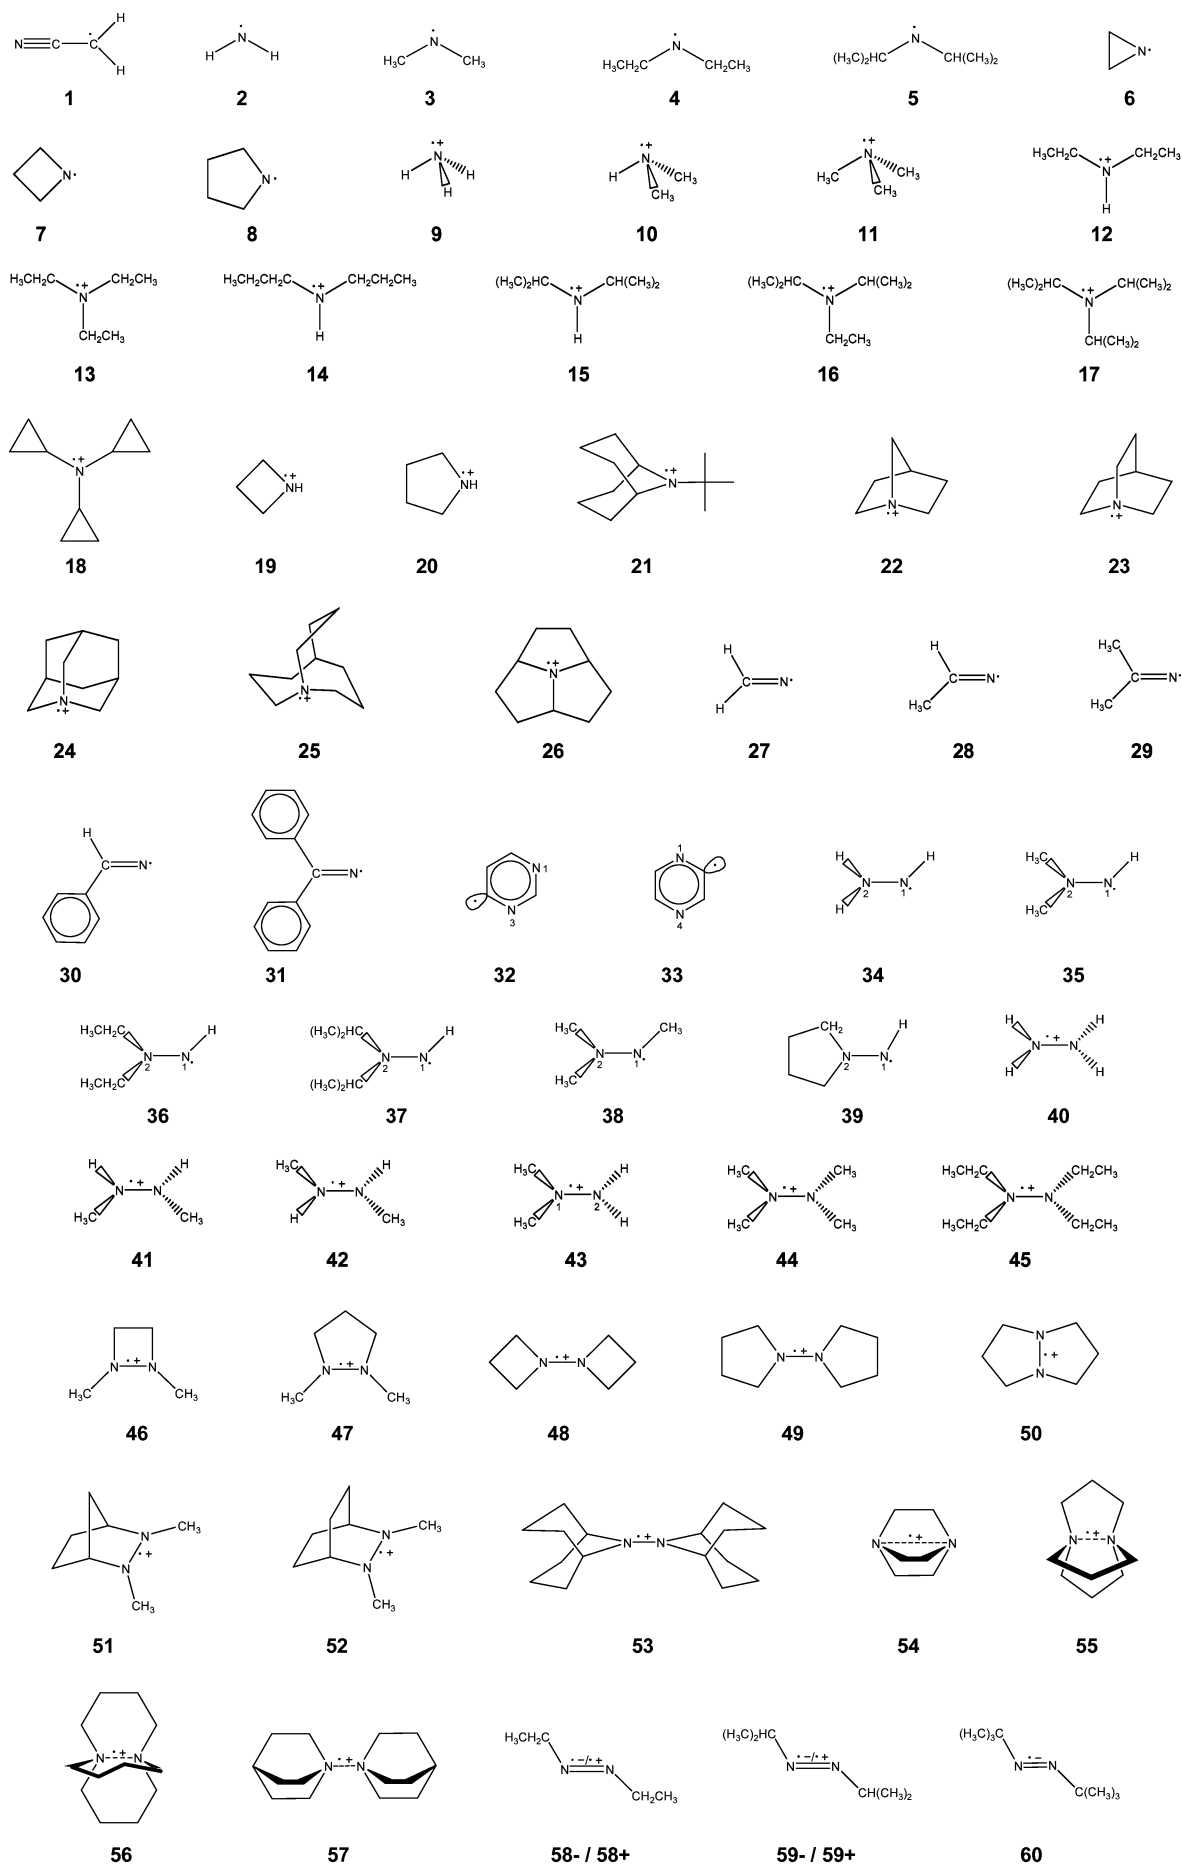 H
N C C
H
1
N
H H
2
N
H₃C CH₃
3
N
H₃CH₂C CH₂CH₃
4
N
(H₃C)₂HC CH(CH₃)₂
5
N
6
N
7
N
8
·+
N
H H
H
9
·+
N
H CH₃
CH₃
10
·+
N
H₃C CH₃
CH₃
11
H₃CH₂C CH₂CH₃
·+
N
H
12
H₃CH₂C CH₂CH₃
·+
N
CH₂CH₃
13
H₃CH₂CH₂C CH₂CH₂CH₃
·+
N
H
14
(H₃C)₂HC CH(CH₃)₂
·+
N
H
15
(H₃C)₂HC CH(CH₃)₂
·+
N
CH₂CH₃
16
(H₃C)₂HC CH(CH₃)₂
·+
N
CH(CH₃)₂
17
·+
N
18
·+
NH
19
·+
NH
20
·+
N
21
N
·+
22
N
·+
23
N
·+
24
N
·+
25
·+
N
26
H
C N
H
27
H
C N
H₃C
28
H₃C
C N
H₃C
29
H
C N
30
C N
31
N 1
N
3
32
1
N
N
4
33
H H
N N
2 1
H
34
H₃C H
N N
2 1
H₃C
35
H₃CH₂C H
N N
2 1
H₃CH₂C
36
(H₃C)₂HC H
N N
2 1
(H₃C)₂HC
37
H₃C CH₃
N N
2 1
H₃C
38
CH₂ H
N N
2 1
39
H H
·+
N N
H H
40
H H
·+
N N
H₃C CH₃
41
H₃C H
·+
N N
H CH₃
42
H₃C H
·+
N N
1 2
H₃C H
43
H₃C CH₃
·+
N N
H₃C CH₃
44
H₃CH₂C CH₂CH₃
·+
N N
H₃CH₂C CH₂CH₃
45
·+
N N
H₃C CH₃
46
·+
N N
H₃C CH₃
47
·+
N N
48
·+
N N
49
N
·+
N
50
CH₃
N
·+
N
CH₃
51
CH₃
N
·+
N
CH₃
52
·+
N N
53
·+
N N
54
·+
N N
55
·+
N N
56
·+
N N
57
H₃CH₂C
·−/·+
N N
CH₂CH₃
58- / 58+
(H₃C)₂HC
·−/·+
N N
CH(CH₃)₂
59- / 59+
(H₃C)₃C
·−
N N
C(CH₃)₃
60